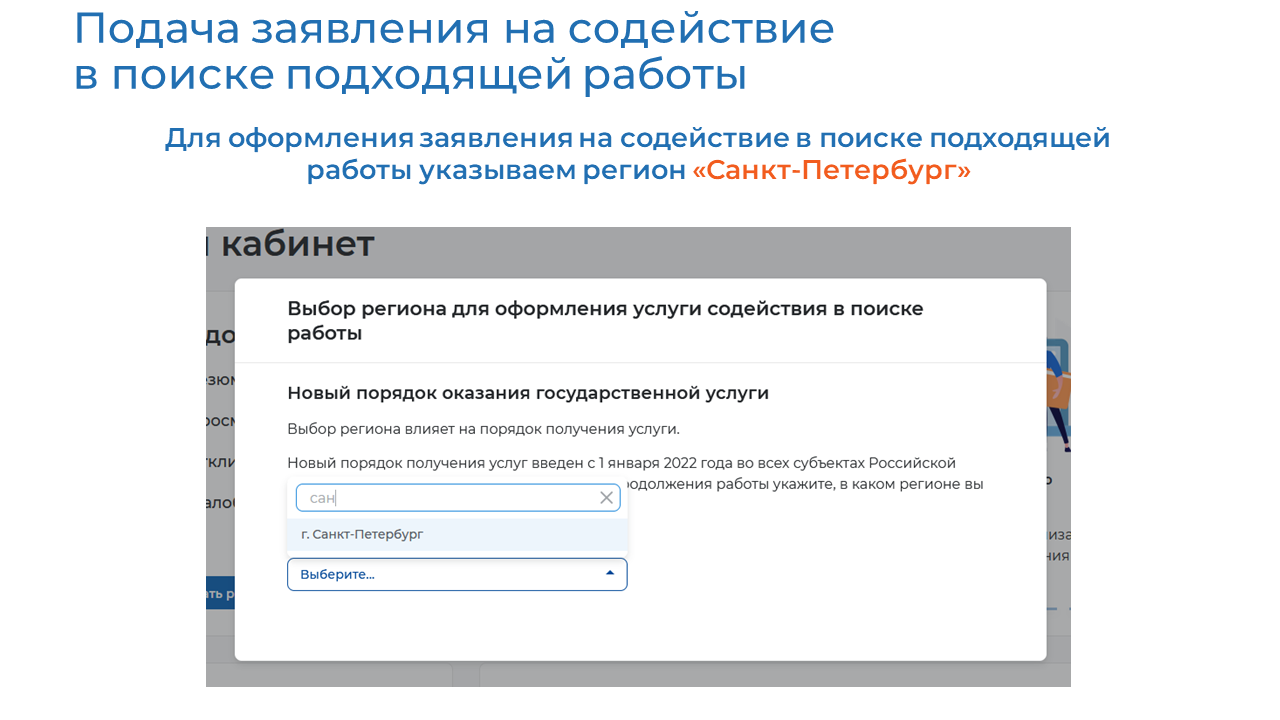 Подача заявления на содействие
в поиске подходящей работы
Для оформления заявления на содействие в поиске подходящей
работы указываем регион «Санкт-Петербург»
кабинет
Выбор региона для оформления услуги содействия в поиске
работы
Новый порядок оказания государственной услуги
Выбор региона влияет на порядок получения услуги.
Новый порядок получения услуг введен с 1 января 2022 года во всех субъектах Российской
работы укажите, в каком регионе вы
сан
г. Санкт-Петербург
Выберите...